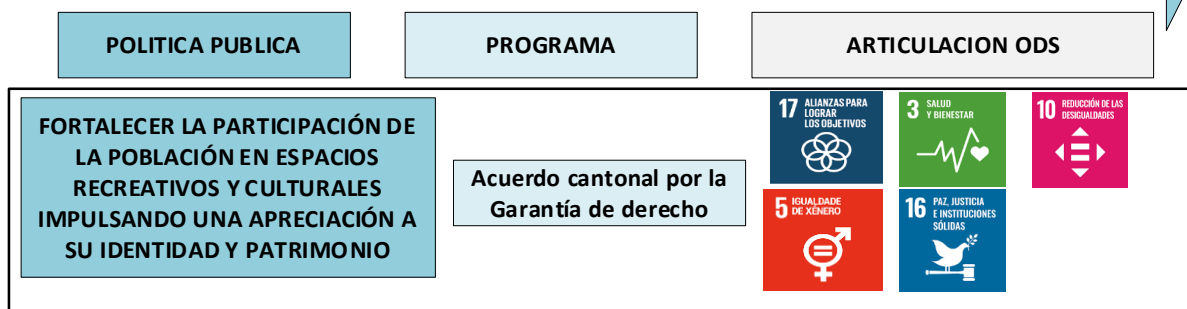 POLITICA PUBLICA
PROGRAMA
ARTICULACION ODS
FORTALECER LA PARTICIPACIÓN DE
LA POBLACIÓN EN ESPACIOS
RECREATIVOS Y CULTURALES
IMPULSANDO UNA APRECIACIÓN A
SU IDENTIDAD Y PATRIMONIO
Acuerdo cantonal por la
Garantía de derecho
17 ALIANZAS PARA
LOGRAR
LOS OBJETIVOS
3 SALUD
Y BIENESTAR
10 REDUCCIÓN DE LAS
DESIGUALDADES
5 IGUALDADE
DE XÉNERO
16 PAZ, JUSTICIA
E INSTITUCIONES
SÓLIDAS